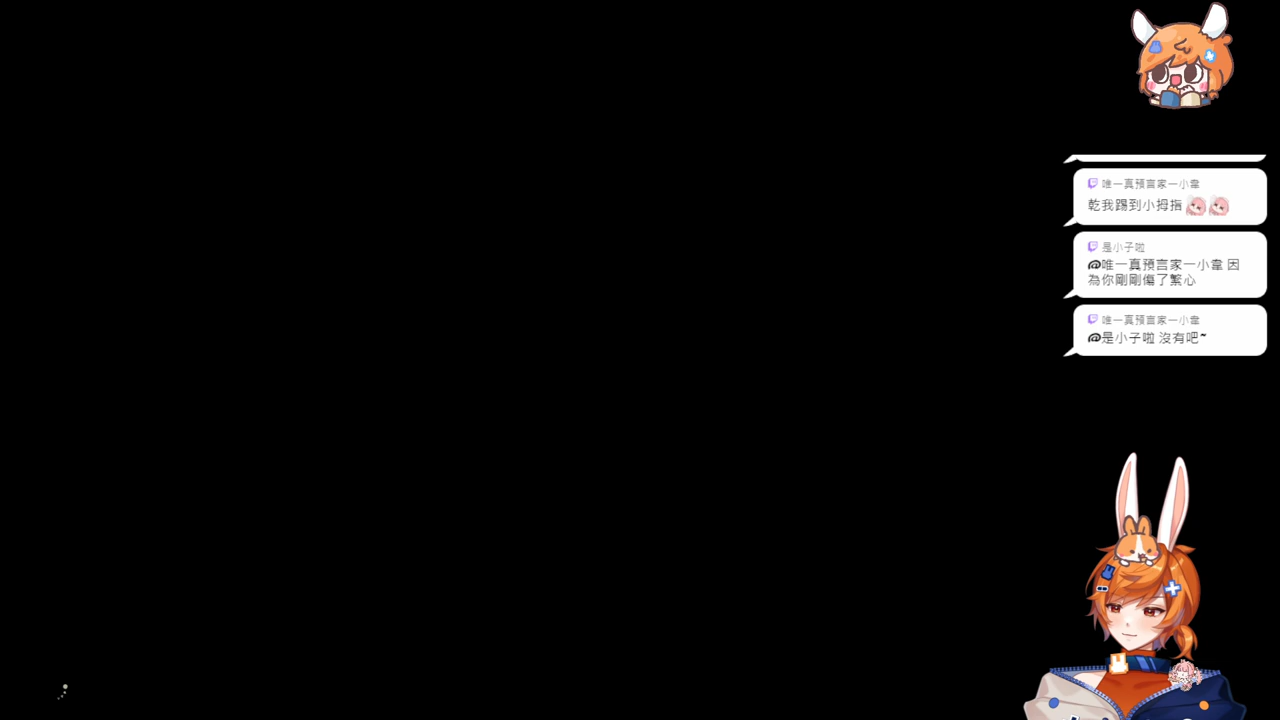 唯一真預言家一小韋
乾我踢到小拇指
是小子啦
@唯一真預言家一小韋 因
為你剛剛傷了繁心
唯一真預言家一小韋
@是小子啦 沒有吧~